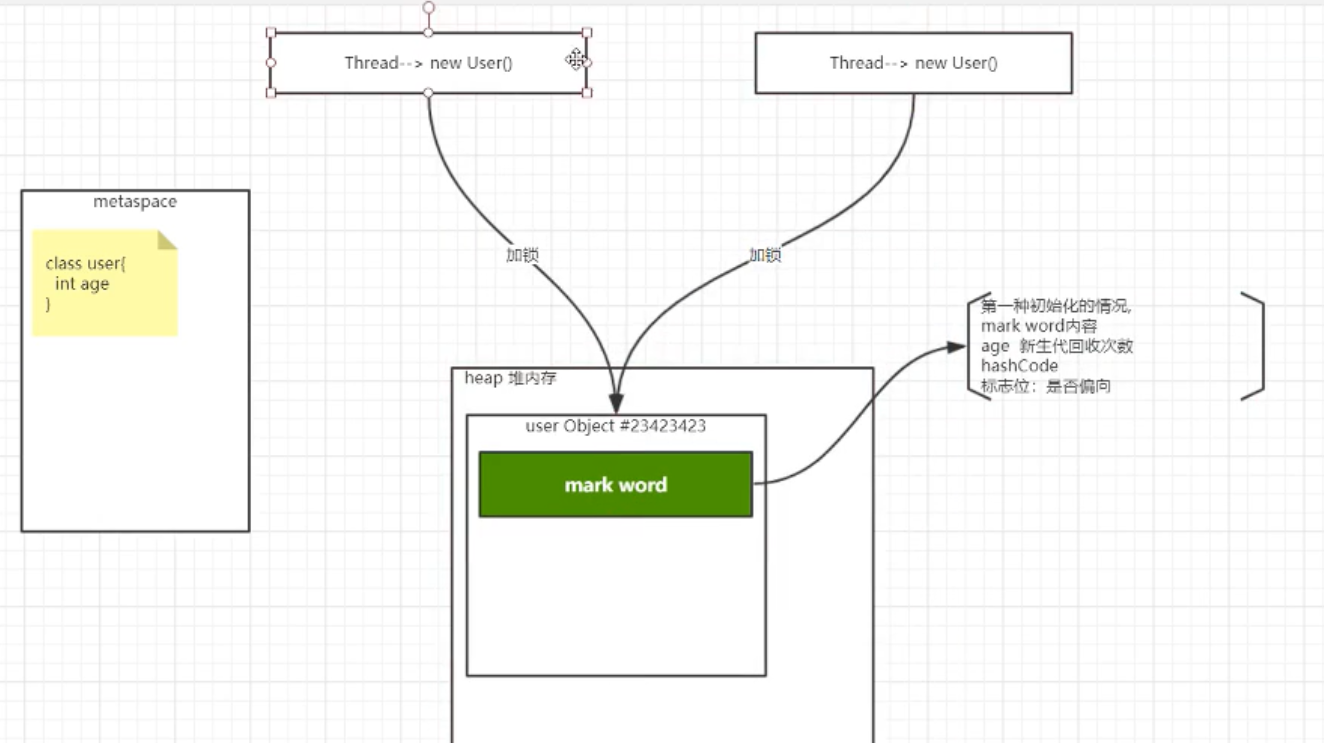 Thread--> new User()
Thread--> new User()
metaspace
class user{
int age
}
加锁
加锁
第一种初始化的情况,
mark word内容
age 新生代回收次数
hashCode
标志位：是否偏向
heap 堆内存
user Object #23423423
mark word